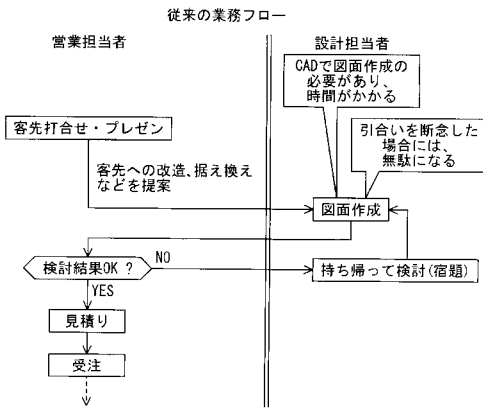 従来の業務フロー
営業担当者
設計担当者
CADで図面作成の
必要があり、
時間がかかる
客先打合せ・プレゼン
引合いを断念した
場合には、
無駄になる
客先への改造、据え換え
などを提案
図面作成
検討結果OK ?
NO
持ち帰って検討(宿題)
YES
見積り
受注